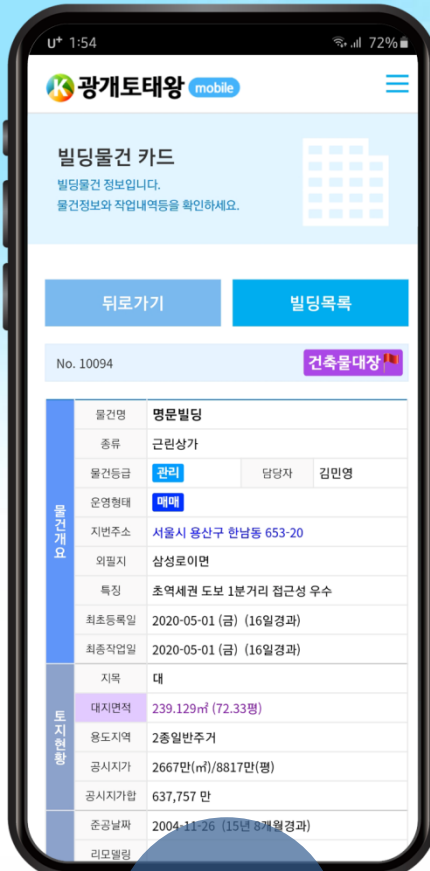 U+ 1:54 72%
K 광개토태왕 mobile
빌딩물건 카드
빌딩물건 정보입니다.
물건정보와 작업내역등을 확인하세요.
뒤로가기 빌딩목록
No. 10094 건축물대장
물건개요
물건명 명문빌딩
종류 근린상가
물건등급 관리 담당자 김민영
운영형태 매매
지번주소 서울시 용산구 한남동 653-20
외필지 삼성로이면
특징 초역세권 도보 1분거리 접근성 우수
최초등록일 2020-05-01 (금) (16일경과)
최종작업일 2020-05-01 (금) (16일경과)
토지현황
지목 대
대지면적 239.129㎡ (72.33평)
용도지역 2종일반주거
공시지가 2667만(㎡)/8817만(평)
공시지가합 637,757 만
준공날짜 2004-11-26 (15년 8개월경과)
리모델링